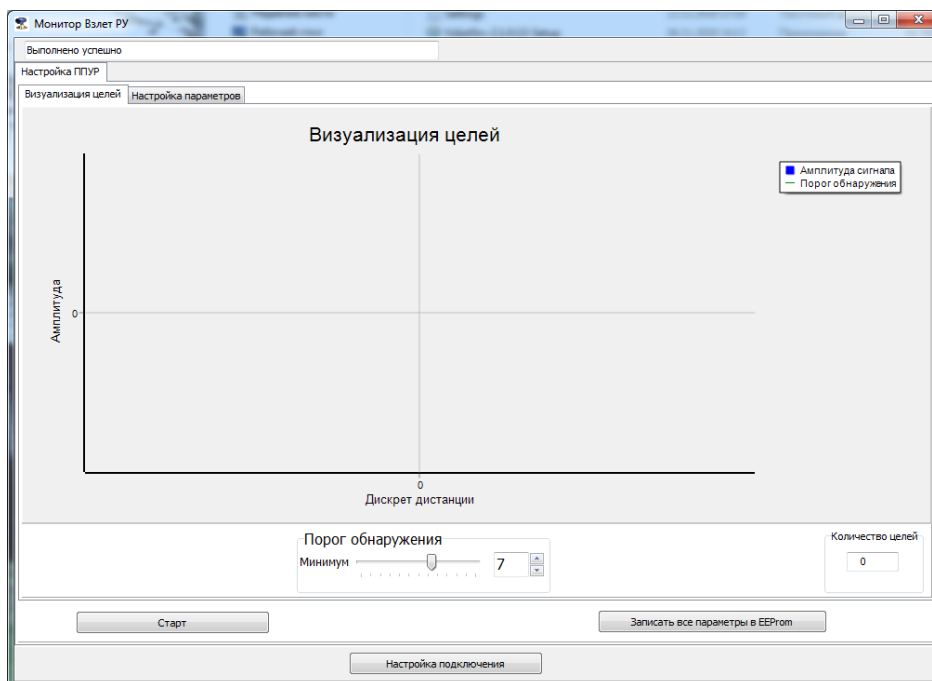 Монитор Взлет РУ
Выполнено успешно
Настройка ППУР
Визуализация целей Настройка параметров
Визуализация целей
Амплитуда сигнала
Порог обнаружения
Амплитуда
0
0
Дискрет дистанции
Порог обнаружения
Минимум 7
Количество целей
0
Старт Записать все параметры в EEProm
Настройка подключения